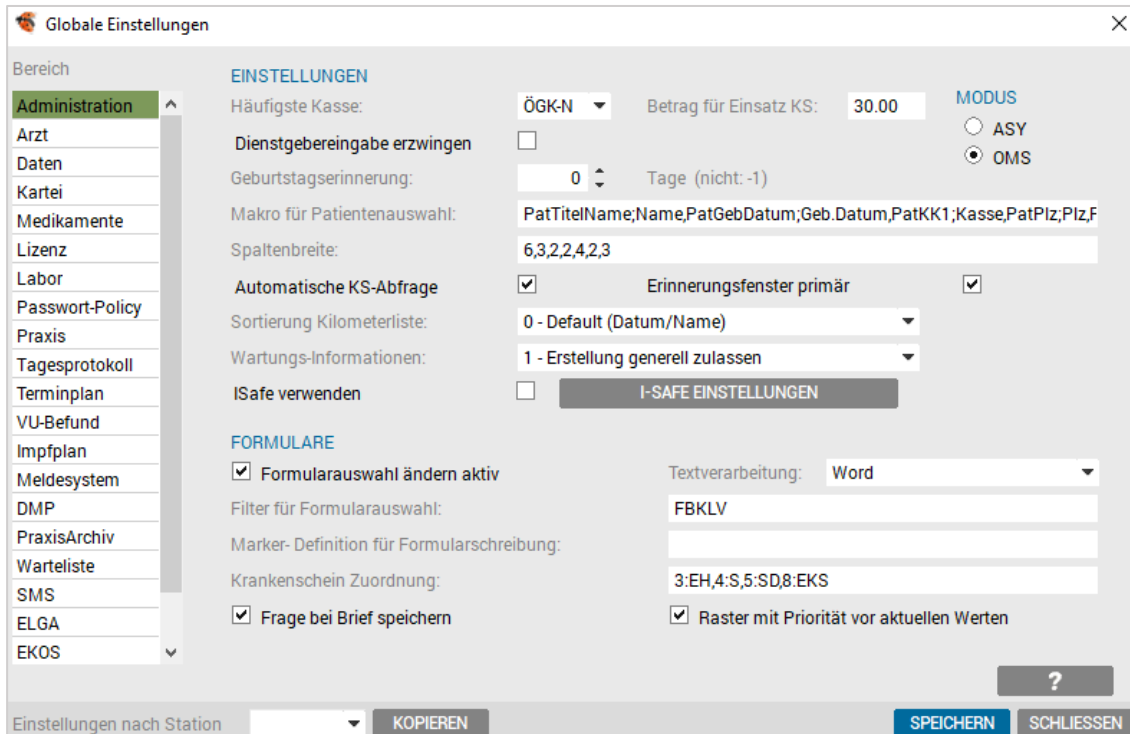 Globale Einstellungen
Bereich
Administration
Arzt
Daten
Kartei
Medikamente
Lizenz
Labor
Passwort-Policy
Praxis
Tagesprotokoll
Terminplan
VU-Befund
Impfplan
Meldesystem
DMP
PraxisArchiv
Warteliste
SMS
ELGA
EKOS
EINSTELLUNGEN
Häufigste Kasse: ÖGK-N Betrag für Einsatz KS: 30.00
MODUS
ASY
OMS
Dienstgebereingabe erzwingen
Geburtstagserinnerung: 0 Tage (nicht: -1)
Makro für Patientenauswahl: PatTitelName;Name,PatGebDatum;Geb.Datum,PatKK1;Kasse,PatPlz;Plz,F
Spaltenbreite: 6,3,2,2,4,2,3
Automatische KS-Abfrage Erinnerungsfenster primär
Sortierung Kilometerliste: 0 - Default (Datum/Name)
Wartungs-Informationen: 1 - Erstellung generell zulassen
ISafe verwenden I-SAFE EINSTELLUNGEN
FORMULARE
Formularauswahl ändern aktiv Textverarbeitung: Word
Filter für Formularauswahl: FBKLV
Marker- Definition für Formularschreibung:
Krankenschein Zuordnung: 3:EH,4:S,5:SD,8:EKS
Frage bei Brief speichern Raster mit Priorität vor aktuellen Werten
?
Einstellungen nach Station KOPIEREN SPEICHERN SCHLIESSEN